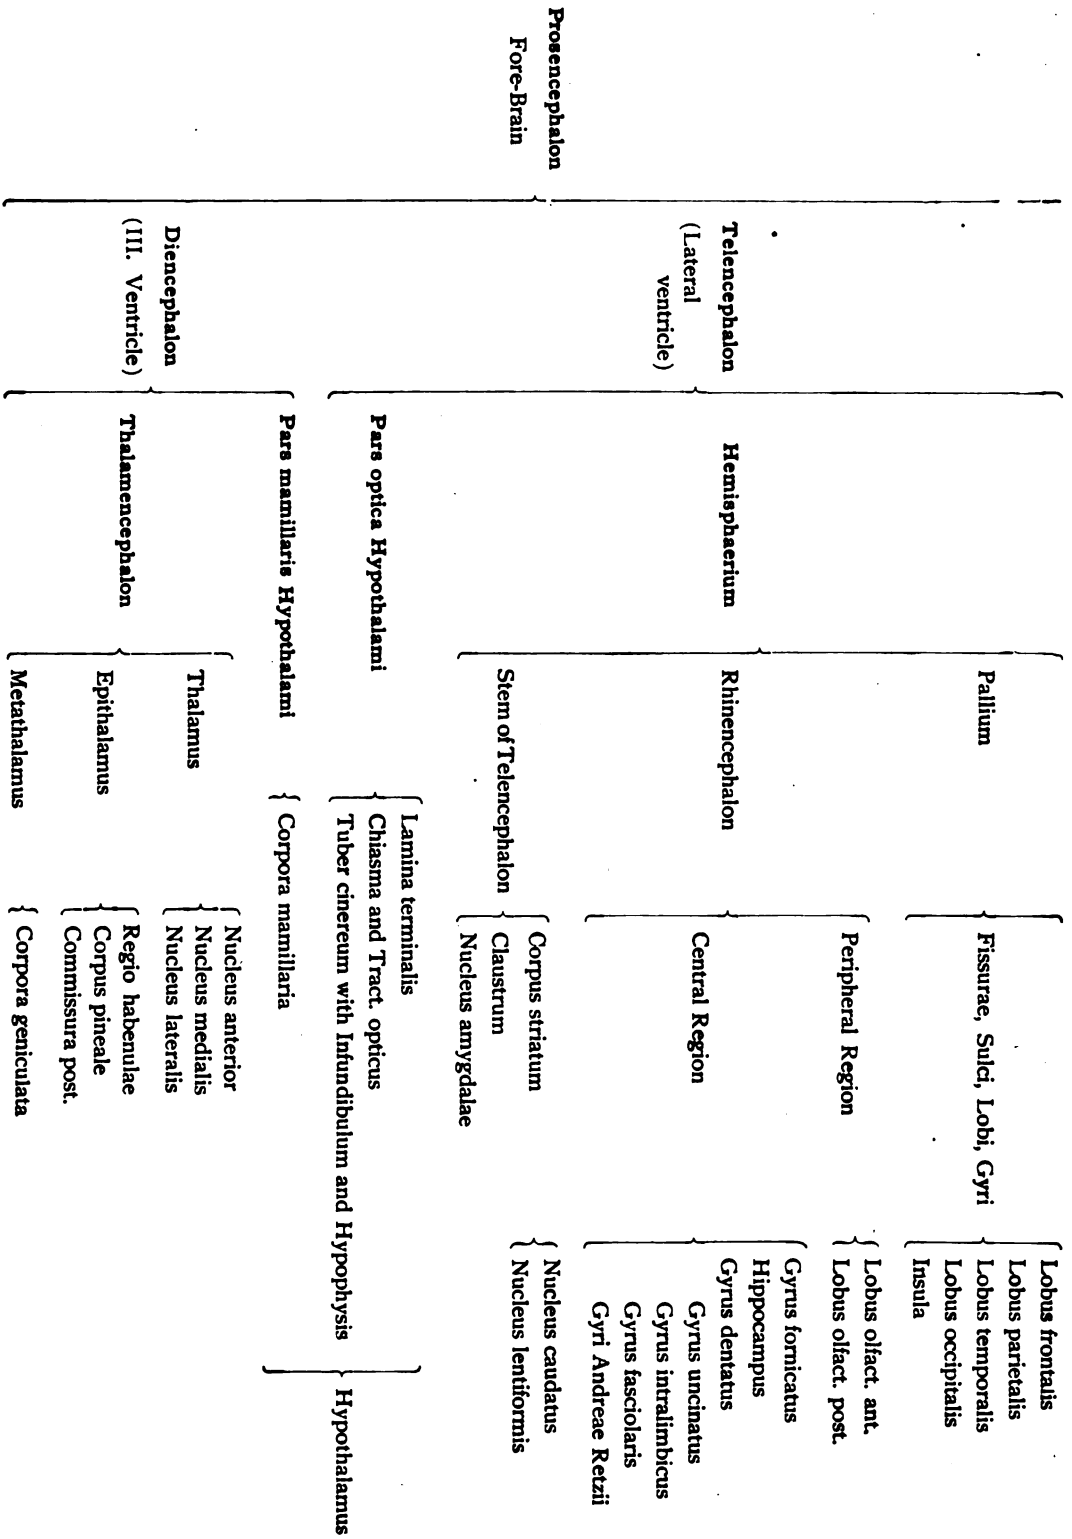 Prosencephalon
Fore-Brain
Telencephalon
(Lateral
ventricle)
Hemisphaerium
Pallium
Fissurae, Sulci, Lobi, Gyri
Lobus frontalis
Lobus parietalis
Lobus temporalis
Lobus occipitalis
Insula
Rhinencephalon
Peripheral Region
Lobus olfact. ant.
Lobus olfact. post.
Central Region
Gyrus fornicatus
Hippocampus
Gyrus dentatus
Gyrus uncinatus
Gyrus intralimbicus
Gyrus fasciolaris
Gyri Andreae Retzii
Stem of Telencephalon
Corpus striatum
Nucleus caudatus
Nucleus lentiformis
Claustrum
Nucleus amygdalae
Pars optica Hypothalami
Lamina terminalis
Chiasma and Tract. opticus
Tuber cinereum with Infundibulum and Hypophysis
Hypothalamus
Diencephalon
(III. Ventricle)
Pars mamillaris Hypothalami
Corpora mamillaria
Thalamencephalon
Thalamus
Nucleus anterior
Nucleus medialis
Nucleus lateralis
Epithalamus
Regio habenulae
Corpus pineale
Commissura post.
Metathalamus
Corpora geniculata